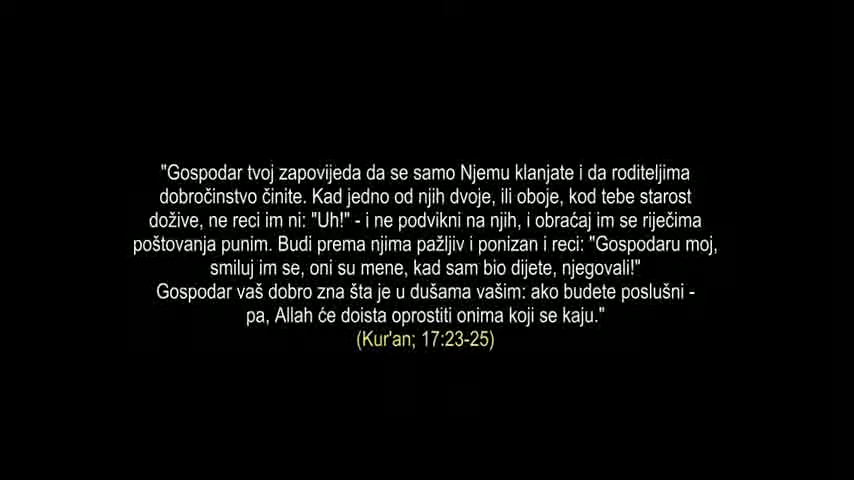 "Gospodar tvoj zapovijeda da se samo Njemu klanjate i da roditeljima
dobročinstvo činite. Kad jedno od njih dvoje, ili oboje, kod tebe starost
dožive, ne reci im ni: "Uh!" - i ne podvikni na njih, i obraćaj im se riječima
poštovanja punim. Budi prema njima pažljiv i ponizan i reci: "Gospodaru moj,
smiluj im se, oni su mene, kad sam bio dijete, njegovali!"
Gospodar vaš dobro zna šta je u dušama vašim: ako budete poslušni -
pa, Allah će doista oprostiti onima koji se kaju."
(Kur'an; 17:23-25)